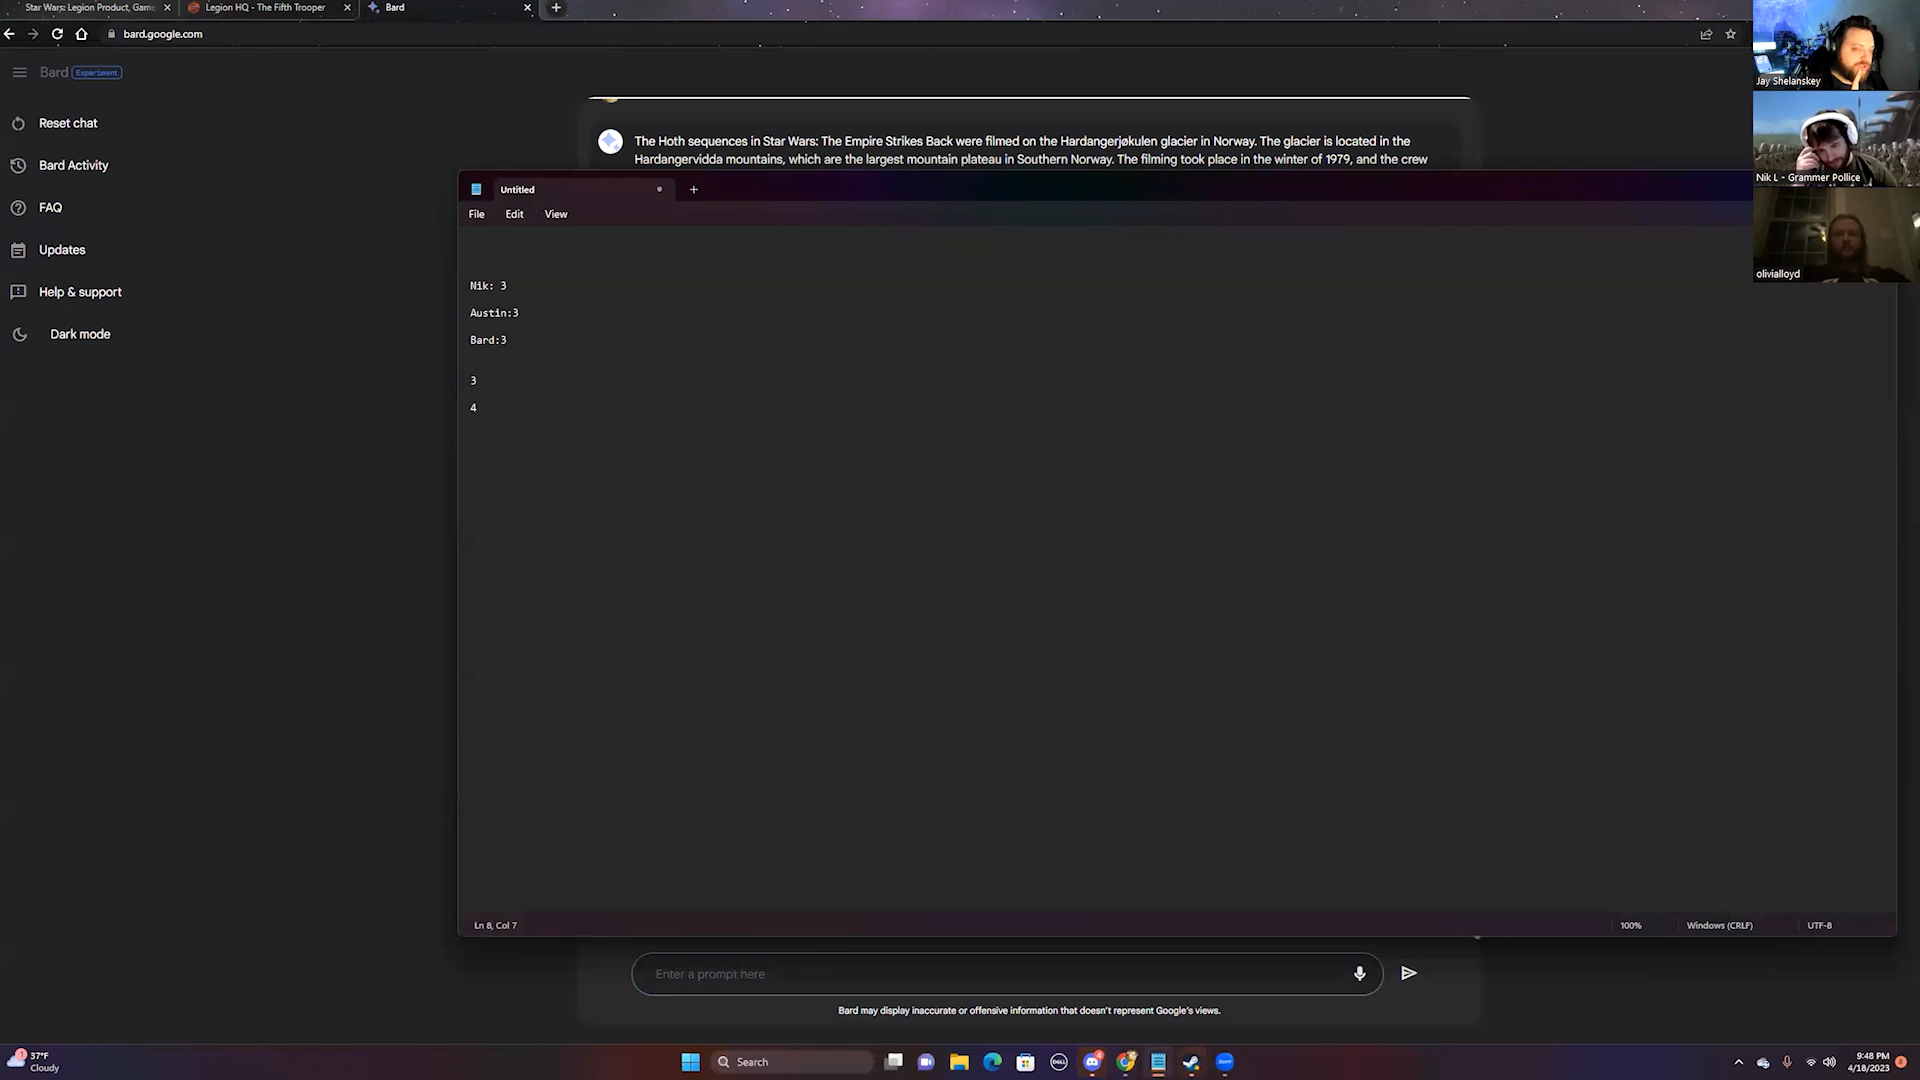 Star Wars: Legion Product, Game
Legion HQ - The Fifth Trooper
Bard
bard.google.com
Bard Experiment
Reset chat
Bard Activity
FAQ
Updates
Help & support
Dark mode
The Hoth sequences in Star Wars: The Empire Strikes Back were filmed on the Hardangerjøkulen glacier in Norway. The glacier is located in the
Hardangervidda mountains, which are the largest mountain plateau in Southern Norway. The filming took place in the winter of 1979, and the crew
Untitled
File Edit View
Nik: 3
Austin:3
Bard:3
3
4
Ln 8, Col 7
100%
Windows (CRLF)
UTF-8
Enter a prompt here
Bard may display inaccurate or offensive information that doesn't represent Google's views.
Jay Shelanskey
Nik L - Grammer Pollice
olivialloyd
1
37°F
Cloudy
Search
DELL
4
zoom
9:48 PM
4/18/2023
8